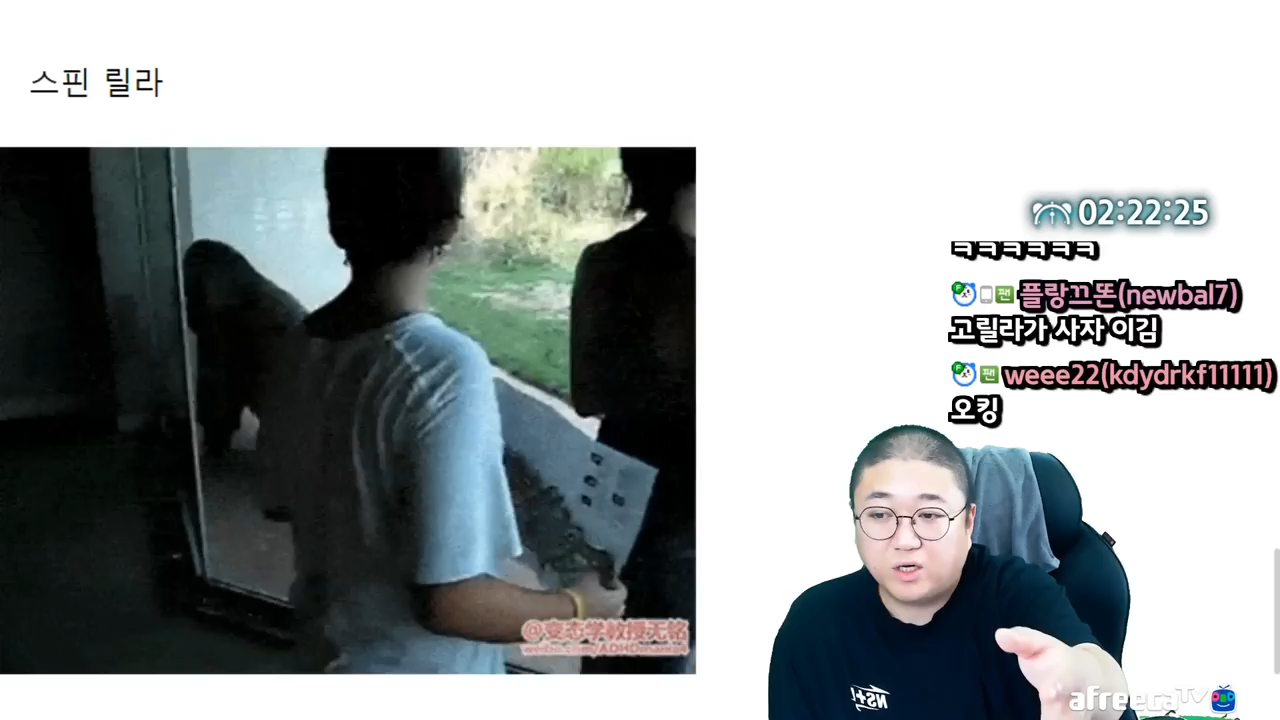 스핀 릴라
02:22:25
ㅋㅋㅋㅋㅋㅋ
플랑끄똔(newbal7)
고릴라가 사자 이김
weee22(kdydrkf11111)
오킹
@变态学教授无铭
afreecaTV